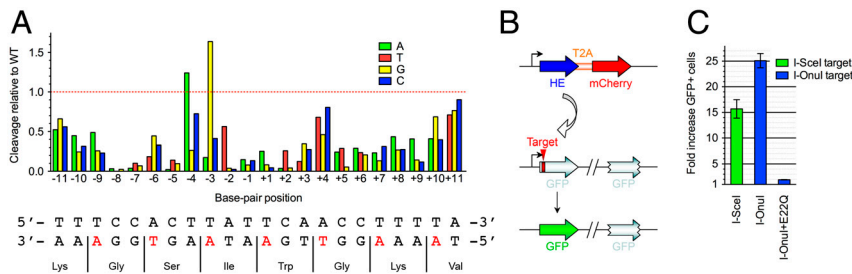 A
Cleavage relative to WT
1.5
1.0
0.5
0.0
A
T
G
C
-11 -10 -9 -8 -7 -6 -5 -4 -3 -2 -1 +1 +2 +3 +4 +5 +6 +7 +8 +9 +10 +11
Base-pair position
5′- T T T C C A C T T A T T C A A C C T T T T A -3′
3′- A A A G G T G A A T A A G T T G G A A A A T -5′
Lys Gly Ser Ile Trp Gly Lys Val
B
T2A
HE mCherry
Target
GFP GFP
GFP GFP
C
I-SceI target
I-OnuI target
Fold increase GFP+ cells
25
20
15
10
5
1
I-SceI
I-OnuI
I-OnuI+E22Q